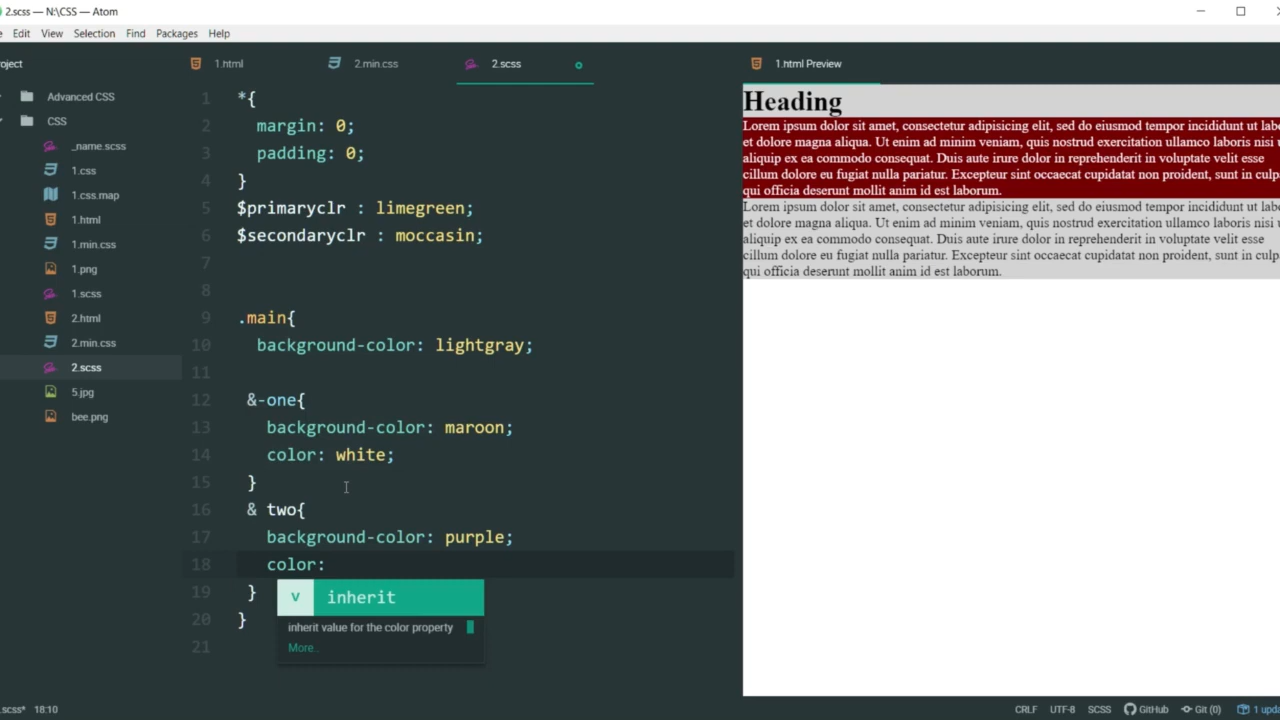 2.scss — N:\CSS — Atom
Edit View Selection Find Packages Help
roject
Advanced CSS
CSS
_name.scss
1.css
1.css.map
1.html
1.min.css
1.png
1.scss
2.html
2.min.css
2.scss
5.jpg
bee.png
1.html
2.min.css
2.scss
1 *{
2 margin: 0;
3 padding: 0;
4 }
5 $primaryclr : limegreen;
6 $secondaryclr : moccasin;
7
8
9 .main{
10 background-color: lightgray;
11
12 &-one{
13 background-color: maroon;
14 color: white;
15 }
16 & two{
17 background-color: purple;
18 color:
19 }
20 }
21
v inherit
inherit value for the color property
More..
1.html Preview
Heading
Lorem ipsum dolor sit amet, consectetur adipisicing elit, sed do eiusmod tempor incididunt ut labo
et dolore magna aliqua. Ut enim ad minim veniam, quis nostrud exercitation ullamco laboris nisi u
aliquip ex ea commodo consequat. Duis aute irure dolor in reprehenderit in voluptate velit esse
cillum dolore eu fugiat nulla pariatur. Excepteur sint occaecat cupidatat non proident, sunt in culpa
qui officia deserunt mollit anim id est laborum.
Lorem ipsum dolor sit amet, consectetur adipisicing elit, sed do eiusmod tempor incididunt ut labo
et dolore magna aliqua. Ut enim ad minim veniam, quis nostrud exercitation ullamco laboris nisi u
aliquip ex ea commodo consequat. Duis aute irure dolor in reprehenderit in voluptate velit esse
cillum dolore eu fugiat nulla pariatur. Excepteur sint occaecat cupidatat non proident, sunt in culpa
qui officia deserunt mollit anim id est laborum.
.scss* 18:10
CRLF UTF-8 SCSS GitHub Git (0) 1 upda